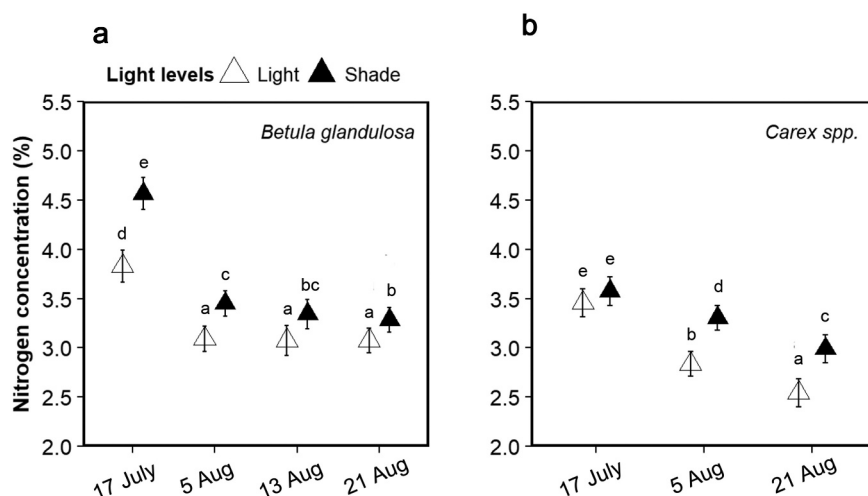 a
b
Light levels Light Shade
Nitrogen concentration (%)
5.5
5.0
4.5
4.0
3.5
3.0
2.5
2.0
Betula glandulosa
d
e
a
c
a
bc
a
b
17 July
5 Aug
13 Aug
21 Aug
5.5
5.0
4.5
4.0
3.5
3.0
2.5
2.0
Carex spp.
e
e
b
d
a
c
17 July
5 Aug
21 Aug